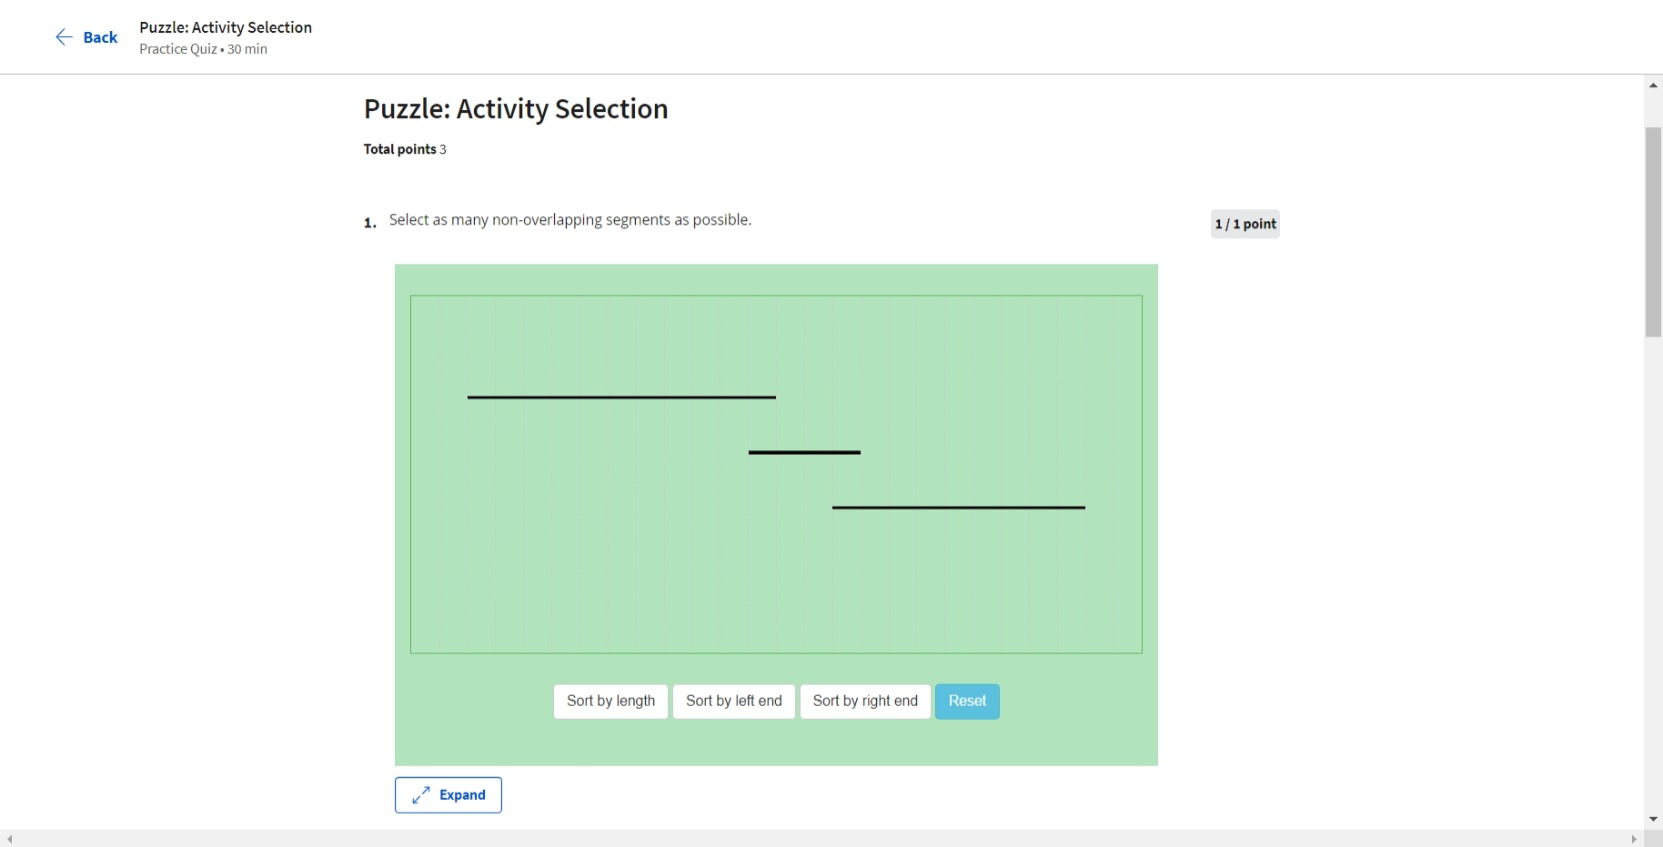 Back
Puzzle: Activity Selection
Practice Quiz • 30 min
Puzzle: Activity Selection
Total points 3
1. Select as many non-overlapping segments as possible.
1 / 1 point
Sort by length
Sort by left end
Sort by right end
Reset
Expand